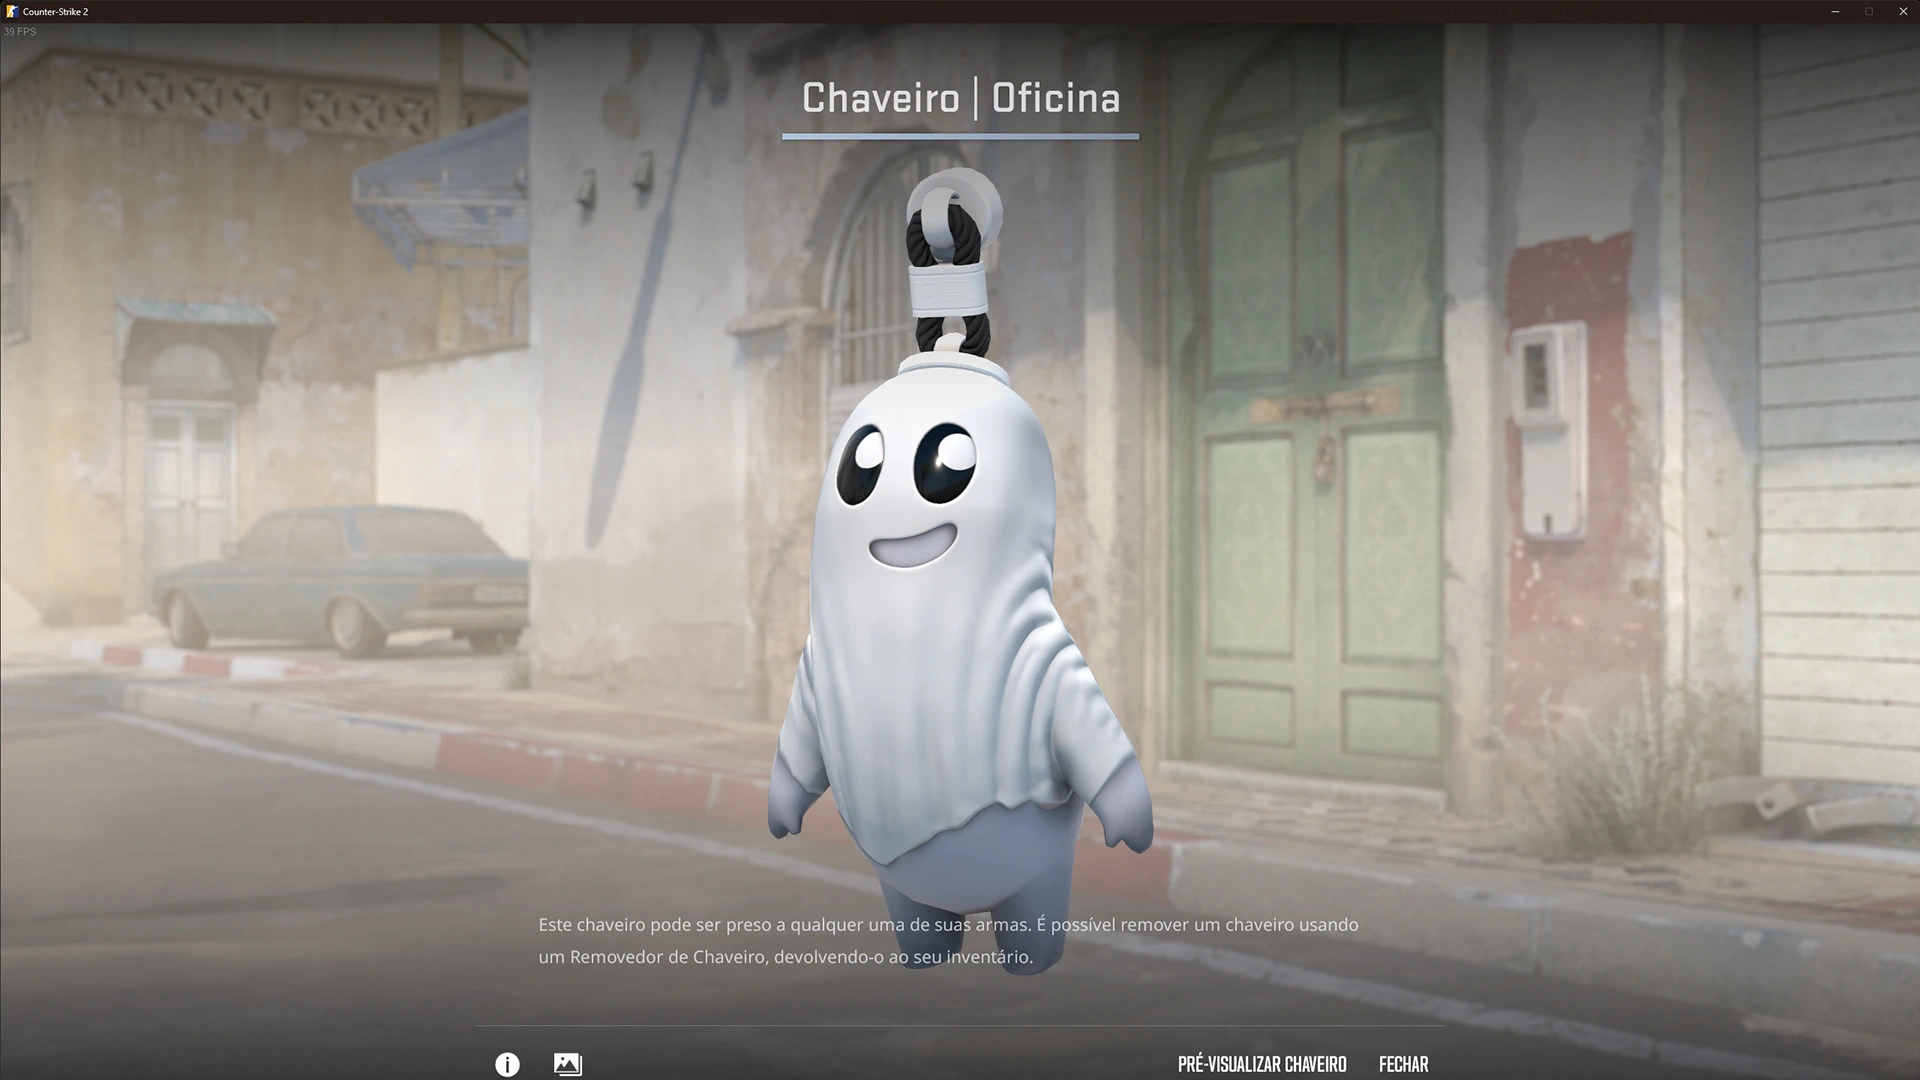 Counter-Strike 2
39 FPS
Chaveiro | Oficina
Este chaveiro pode ser preso a qualquer uma de suas armas. É possível remover um chaveiro usando
um Removedor de Chaveiro, devolvendo-o ao seu inventário.
PRÉ-VISUALIZAR CHAVEIRO
FECHAR